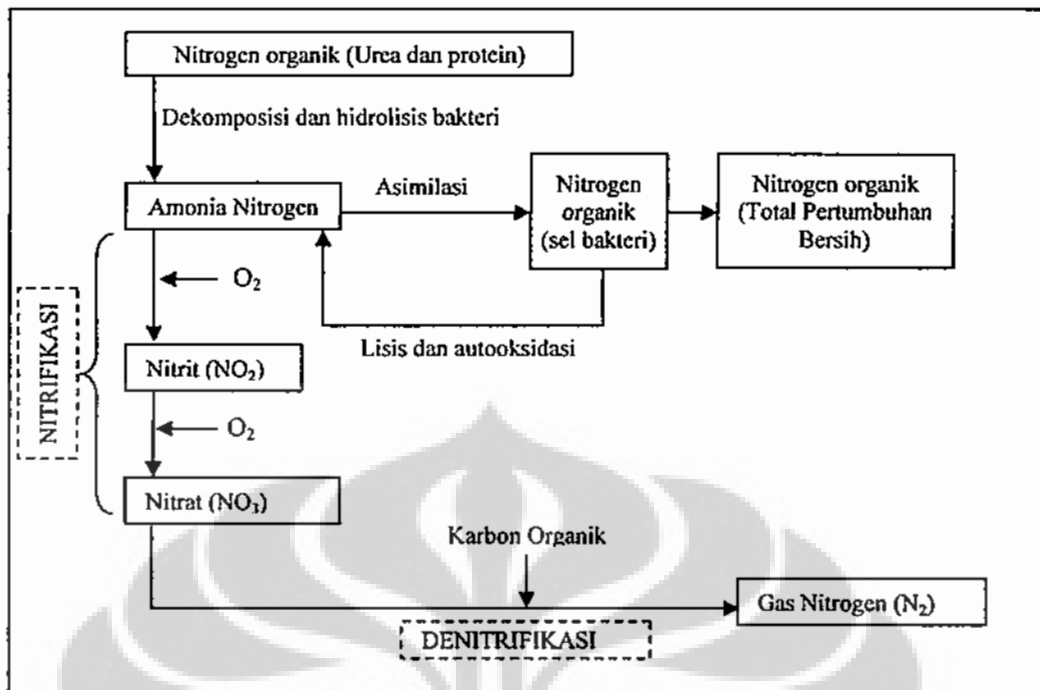 Nitrogen organik (Urea dan protein)
Dekomposisi dan hidrolisis bakteri
Amonia Nitrogen
Asimilasi
Nitrogen
organik
(sel bakteri)
Nitrogen organik
(Total Pertumbuhan
Bersih)
O₂
Lisis dan autooksidasi
NITRIFIKASI
Nitrit (NO₂)
O₂
Nitrat (NO₃)
Karbon Organik
Gas Nitrogen (N₂)
DENITRIFIKASI